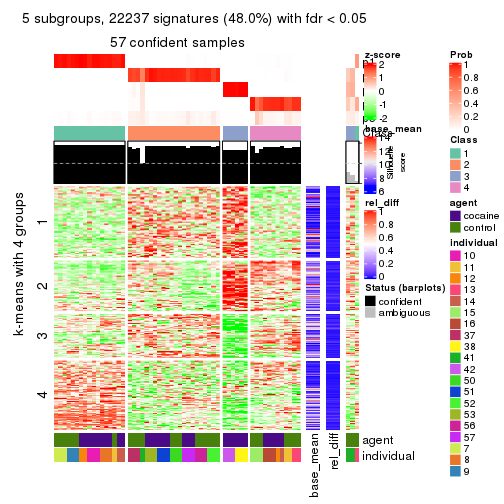 5 subgroups, 22237 signatures (48.0%) with fdr < 0.05
57 confident samples
k-means with 4 groups
1
2
3
4
agent
individual
base_mean
rel_diff
z-score
2
1
0
-1
-2
base_mean
14
12
10
8
6
Silhouette
score
rel_diff
1
0.8
0.6
0.4
0.2
0
Status (barplots)
confident
ambiguous
Prob
1
0.8
0.6
0.4
0.2
0
Class
1
2
3
4
agent
cocaine
control
individual
10
11
12
13
14
15
16
37
38
41
42
50
51
52
53
56
57
7
8
9